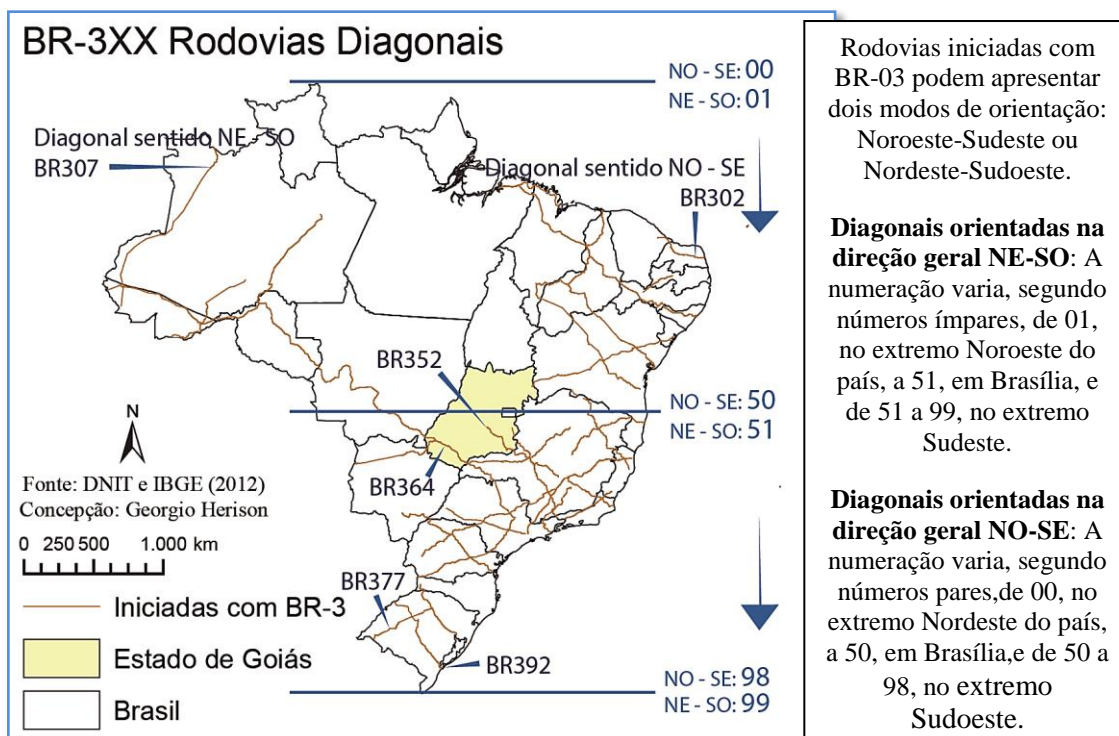 BR-3XX Rodovias Diagonais
NO - SE: 00
NE - SO: 01
Diagonal sentido NE - SO
BR307
Diagonal sentido NO - SE
BR302
BR352
NO - SE: 50
NE - SO: 51
N
BR364
Fonte: DNIT e IBGE (2012)
Concepção: Georgio Herison
0 250 500 1.000 km
BR377
Iniciadas com BR-3
Estado de Goiás
BR392
Brasil
NO - SE: 98
NE - SO: 99
Rodovias iniciadas com
BR-03 podem apresentar
dois modos de orientação:
Noroeste-Sudeste ou
Nordeste-Sudoeste.
Diagonais orientadas na
direção geral NE-SO: A
numeração varia, segundo
números ímpares, de 01,
no extremo Noroeste do
país, a 51, em Brasília, e
de 51 a 99, no extremo
Sudeste.
Diagonais orientadas na
direção geral NO-SE: A
numeração varia, segundo
números pares,de 00, no
extremo Nordeste do país,
a 50, em Brasília,e de 50 a
98, no extremo
Sudoeste.